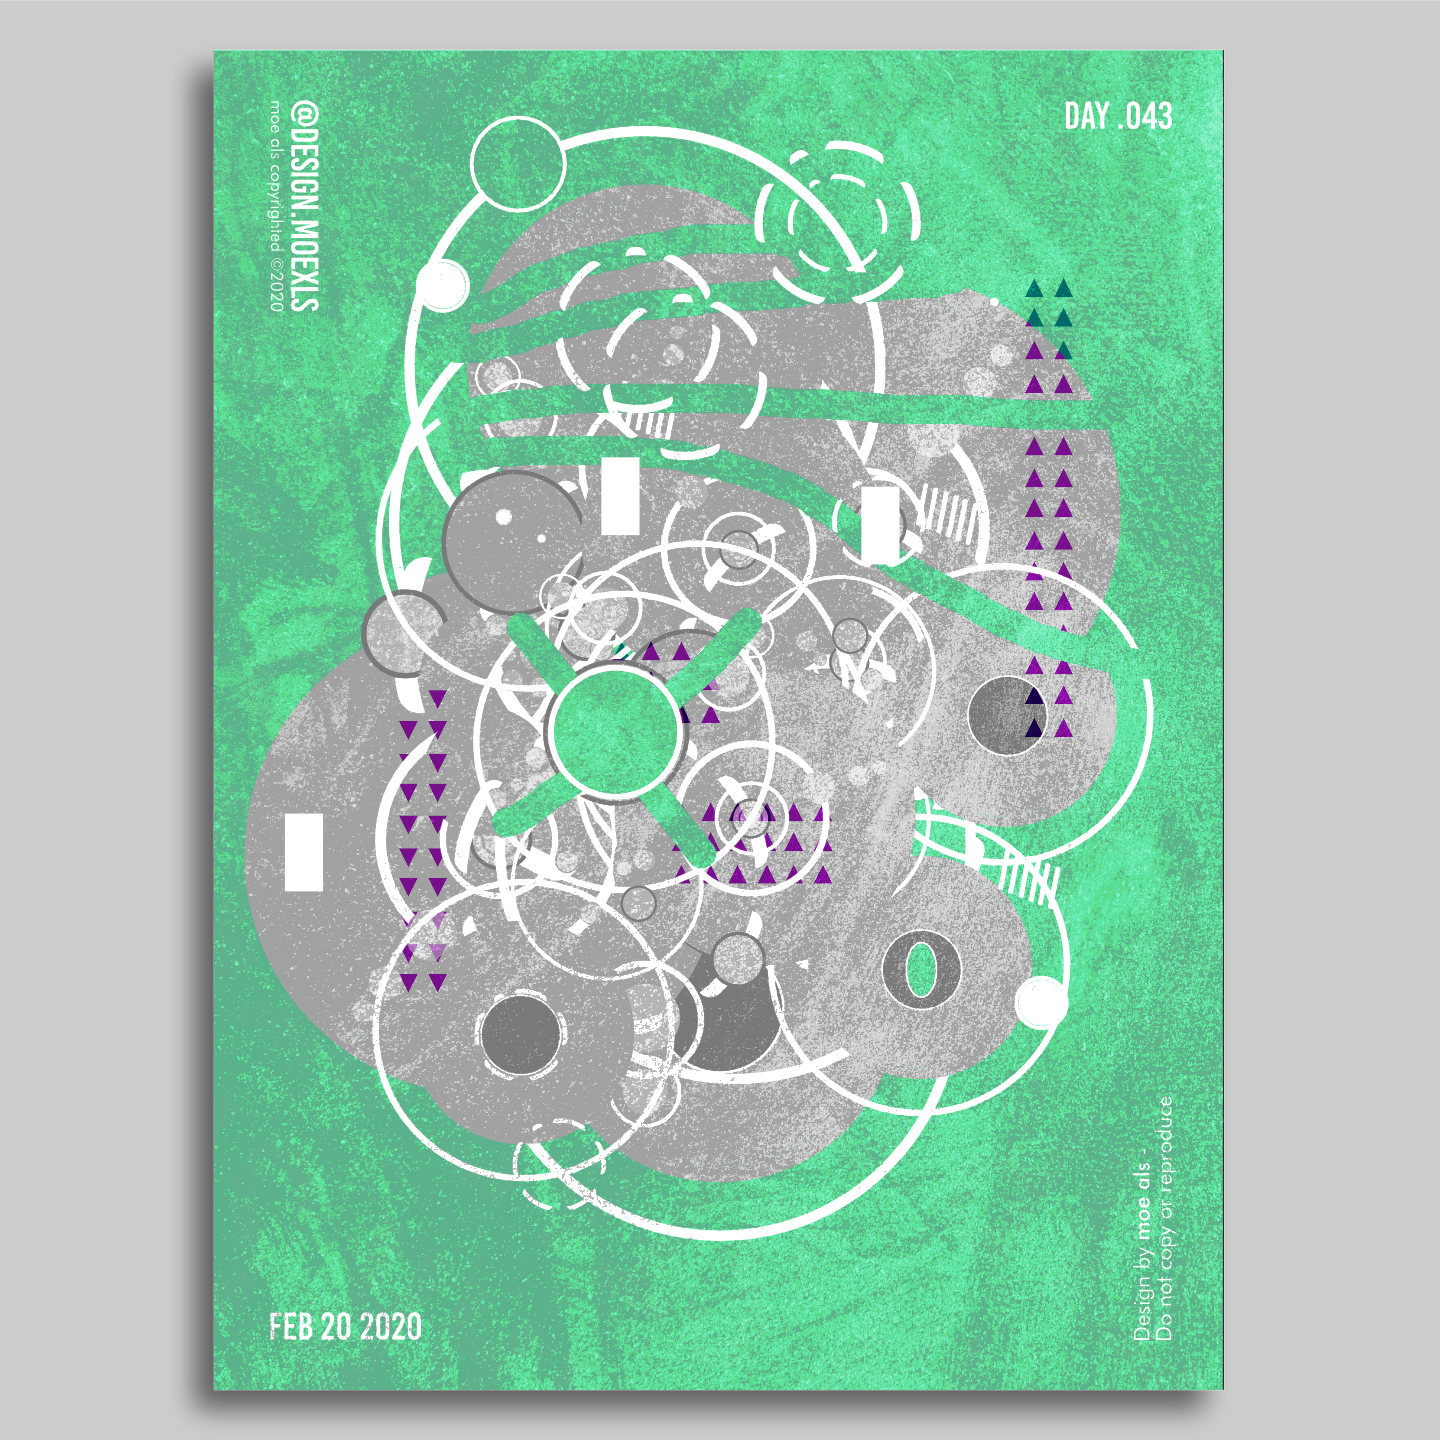 @DESIGN.MOEXLS
moe als copyrighted ©2020
DAY .043
Design by moe als -
Do not copy or reproduce
FEB 20 2020